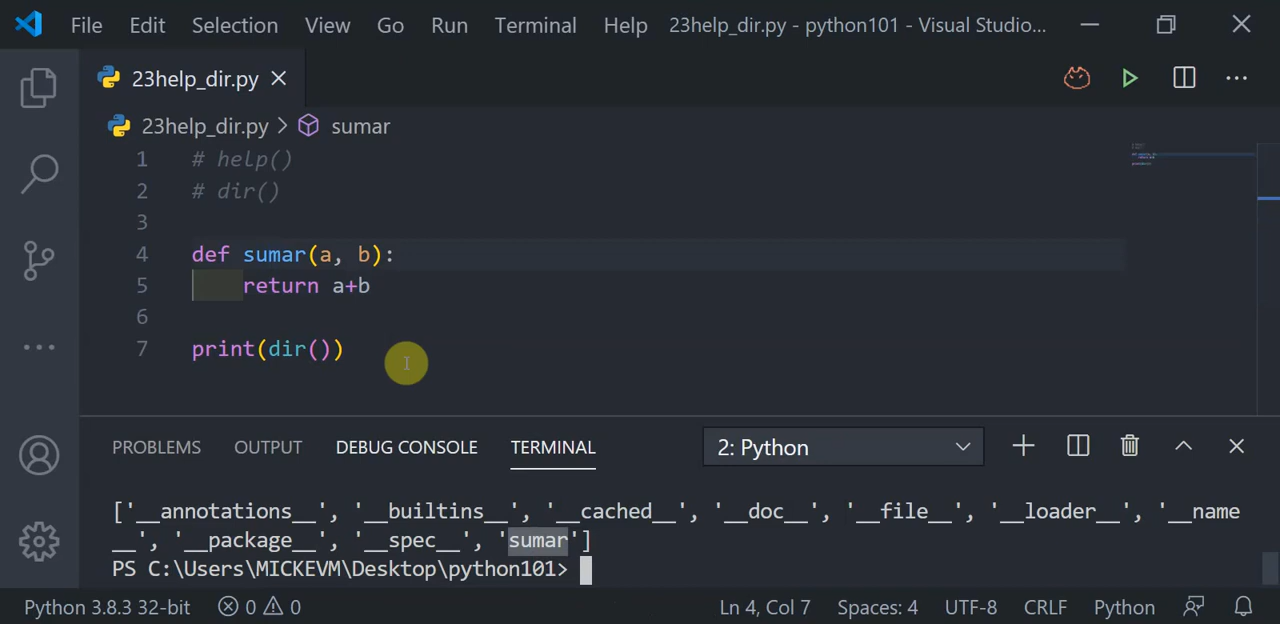 File Edit Selection View Go Run Terminal Help 23help_dir.py - python101 - Visual Studio...
23help_dir.py
23help_dir.py > sumar
1 # help()
2 # dir()
3
4 def sumar(a, b):
5 return a+b
6
7 print(dir())
PROBLEMS OUTPUT DEBUG CONSOLE TERMINAL 2: Python
['__annotations__', '__builtins__', '__cached__', '__doc__', '__file__', '__loader__', '__name
__', '__package__', '__spec__', 'sumar']
PS C:\Users\MICKEVM\Desktop\python101>
Python 3.8.3 32-bit 0 0 Ln 4, Col 7 Spaces: 4 UTF-8 CRLF Python